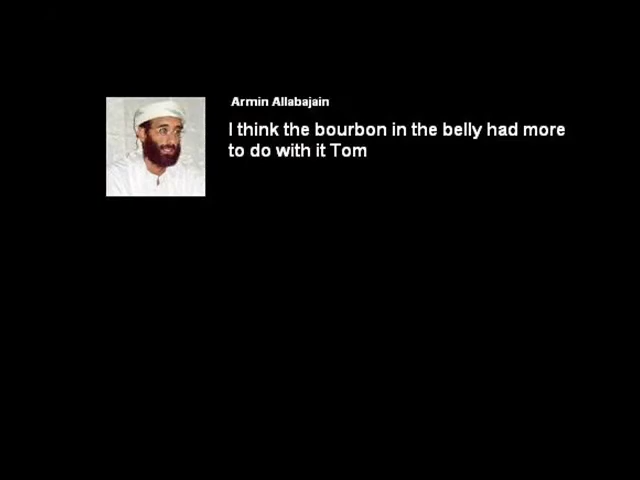 Armin Allabajain
I think the bourbon in the belly had more
to do with it Tom